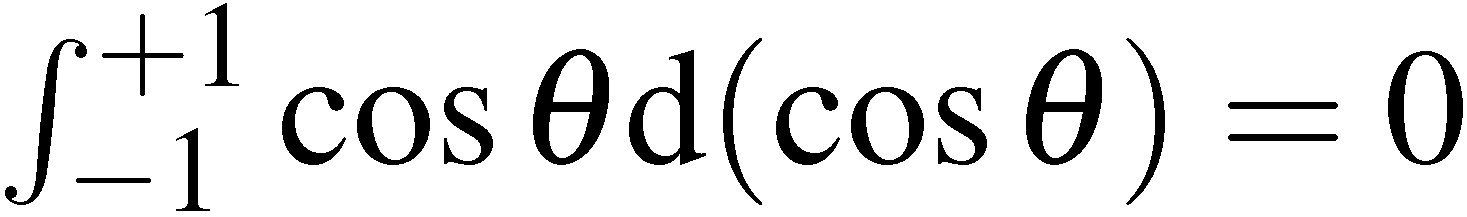 ∫_{-1}^{+1} cos θ d(cos θ) = 0